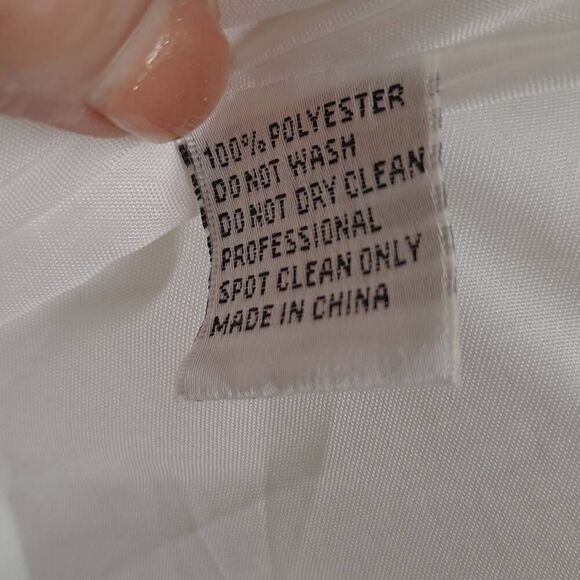 100% POLYESTER
DO NOT WASH
DO NOT DRY CLEAN
PROFESSIONAL
SPOT CLEAN ONLY
MADE IN CHINA